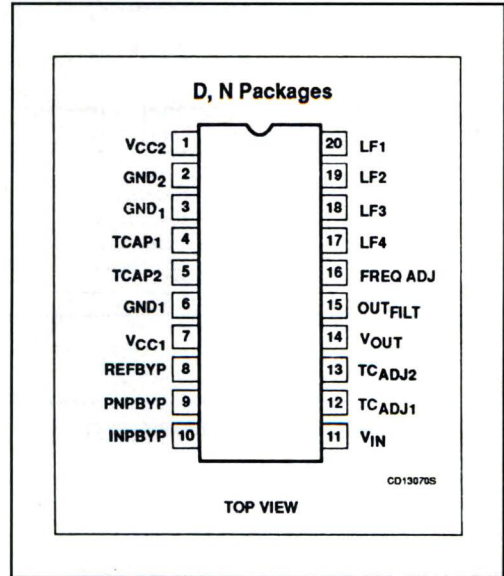 D, N Packages
VCC2 1
GND2 2
GND1 3
TCAP1 4
TCAP2 5
GND1 6
VCC1 7
REFBYP 8
PNPBYP 9
INPBYP 10
20 LF1
19 LF2
18 LF3
17 LF4
16 FREQ ADJ
15 OUTFILT
14 VOUT
13 TCADJ2
12 TCADJ1
11 VIN
CD13070S
TOP VIEW